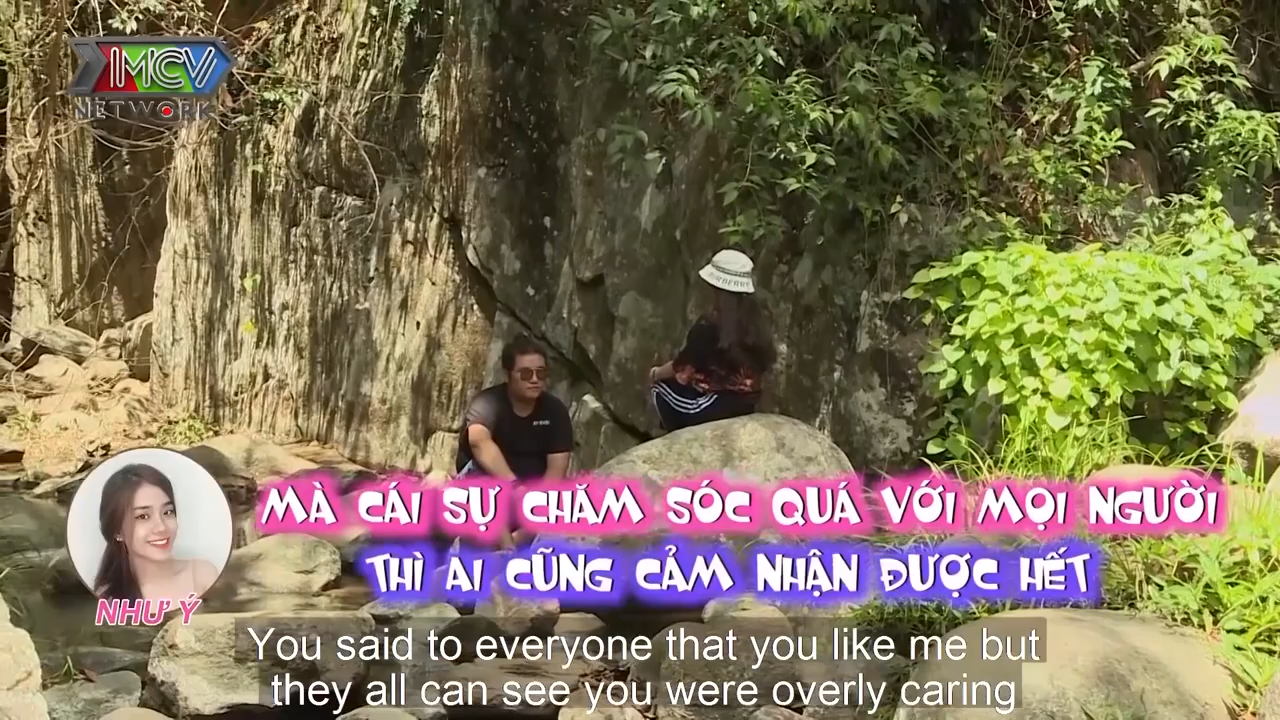 MCV
NETWORK
BURBERRY
MÀ CÁI SỰ CHĂM SÓC QUÁ VỚI MỌI NGƯỜI
THÌ AI CŨNG CẢM NHẬN ĐƯỢC HẾT
NHƯ Ý
You said to everyone that you like me but
they all can see you were overly caring